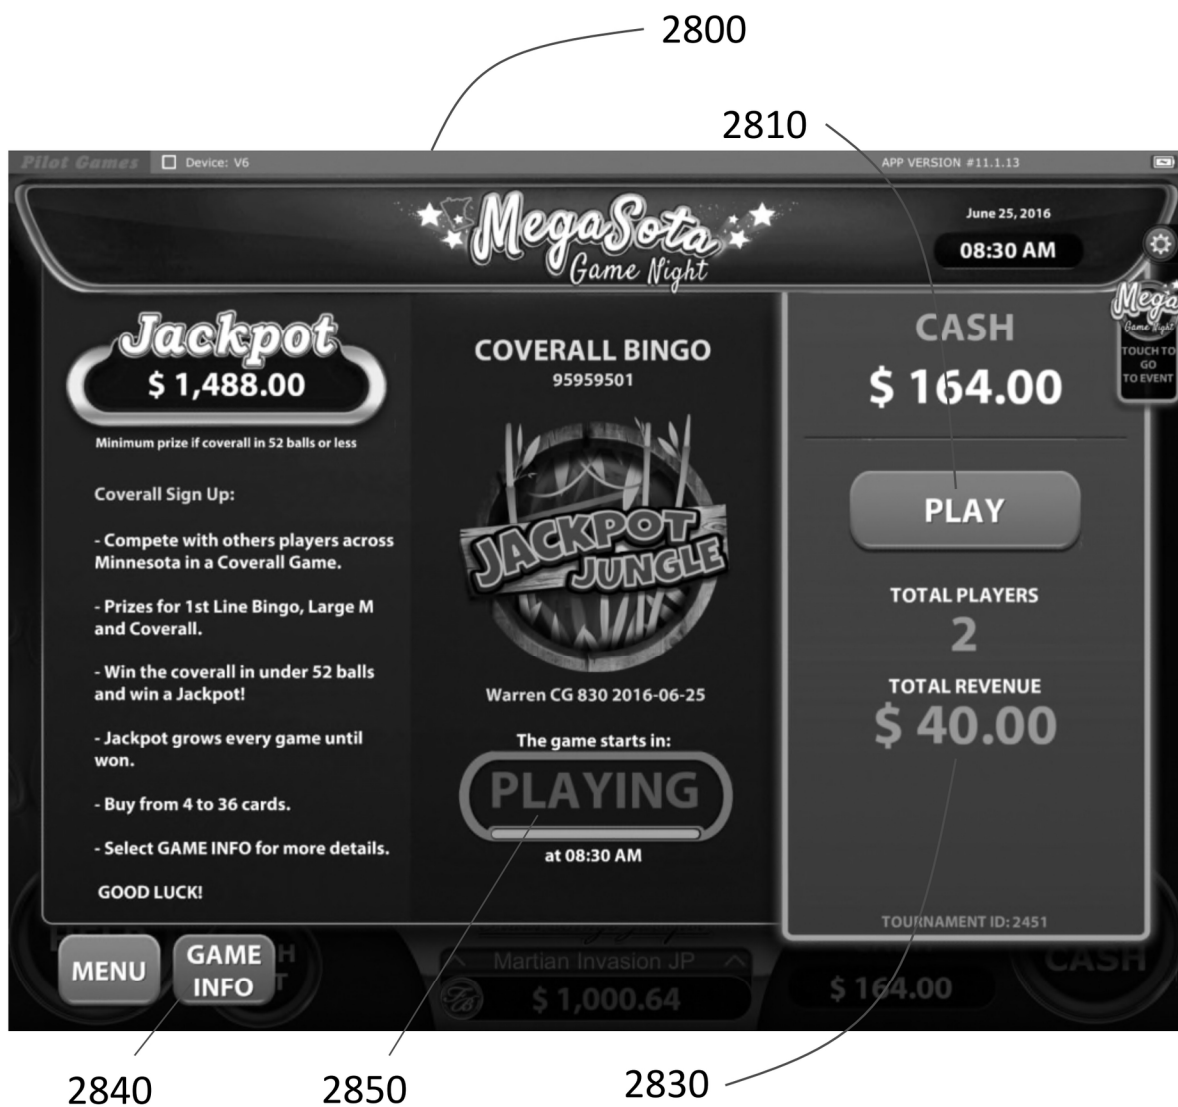 2800
2810
Pilot Games
Device: V6
APP VERSION #11.1.13
MegaSota
Game Night
June 25, 2016
08:30 AM
Mega
Game Night
TOUCH TO
GO
TO EVENT
Jackpot
$ 1,488.00
Minimum prize if coverall in 52 balls or less
Coverall Sign Up:
- Compete with others players across
Minnesota in a Coverall Game.
- Prizes for 1st Line Bingo, Large M
and Coverall.
- Win the coverall in under 52 balls
and win a Jackpot!
- Jackpot grows every game until
won.
- Buy from 4 to 36 cards.
- Select GAME INFO for more details.
GOOD LUCK!
COVERALL BINGO
95959501
JACKPOT
JUNGLE
Warren CG 830 2016-06-25
The game starts in:
PLAYING
at 08:30 AM
CASH
$ 164.00
PLAY
TOTAL PLAYERS
2
TOTAL REVENUE
$ 40.00
TOURNAMENT ID: 2451
MENU
GAME
INFO
Martian Invasion JP
$ 1,000.64
$ 164.00
CASH
2840
2850
2830